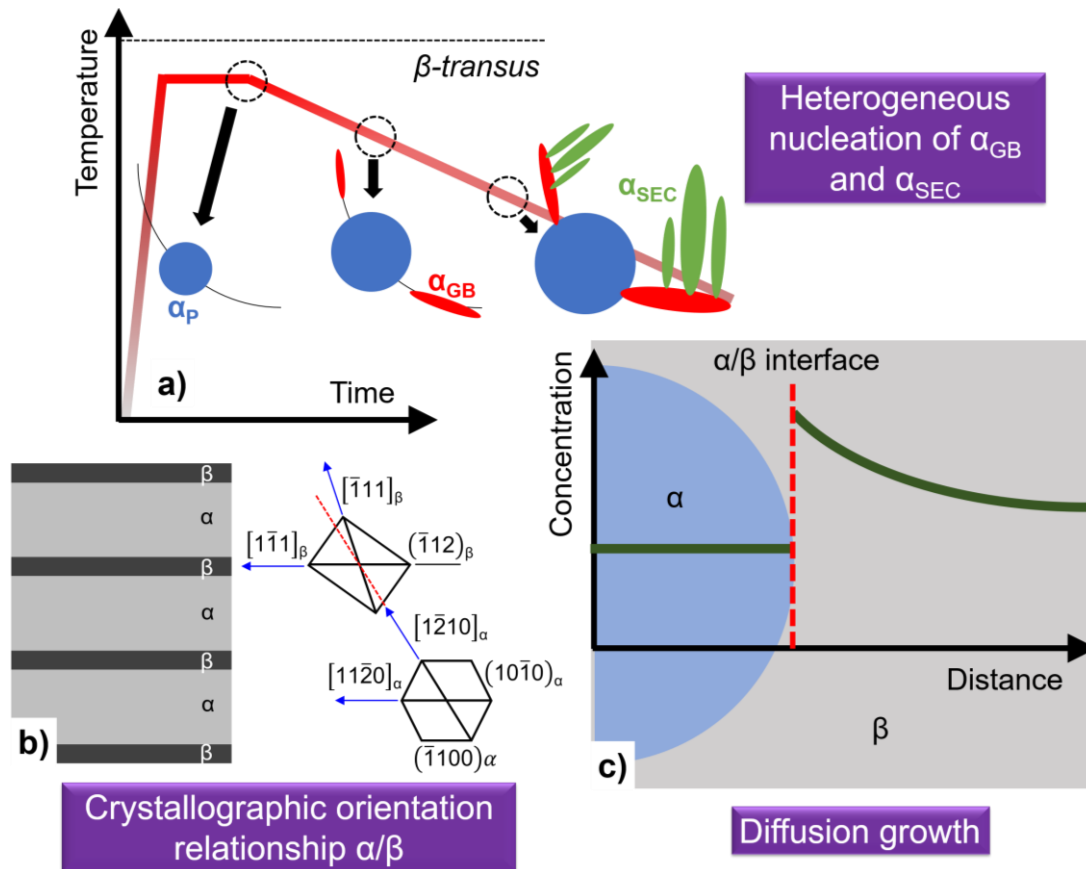 Temperature
β-transus
Heterogeneous
nucleation of αGB
and αSEC
αSEC
αGB
αP
a)
Time
β
α
β
α
β
α
β
b)
[1̅11]β
[11̅1]β
(1̅12)β
[12̅10]α
[112̅0]α
(101̅0)α
(1̅100)α
Crystallographic orientation
relationship α/β
α/β interface
Concentration
α
Distance
β
c)
Diffusion growth